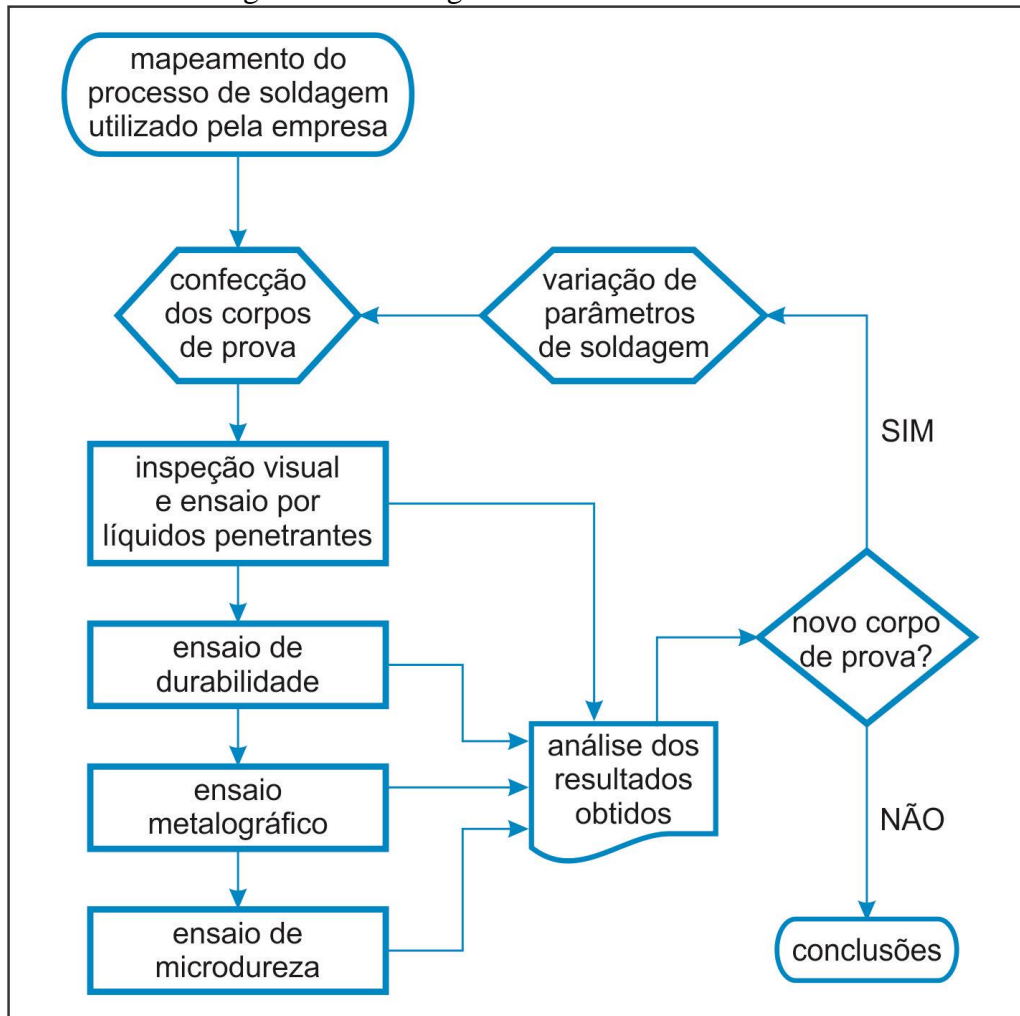 mapeamento do
processo de soldagem
utilizado pela empresa
confecção
dos corpos
de prova
variação de
parâmetros
de soldagem
SIM
inspeção visual
e ensaio por
líquidos penetrantes
novo corpo
de prova?
ensaio de
durabilidade
análise dos
resultados
obtidos
ensaio
metalográfico
NÃO
ensaio de
microdureza
conclusões